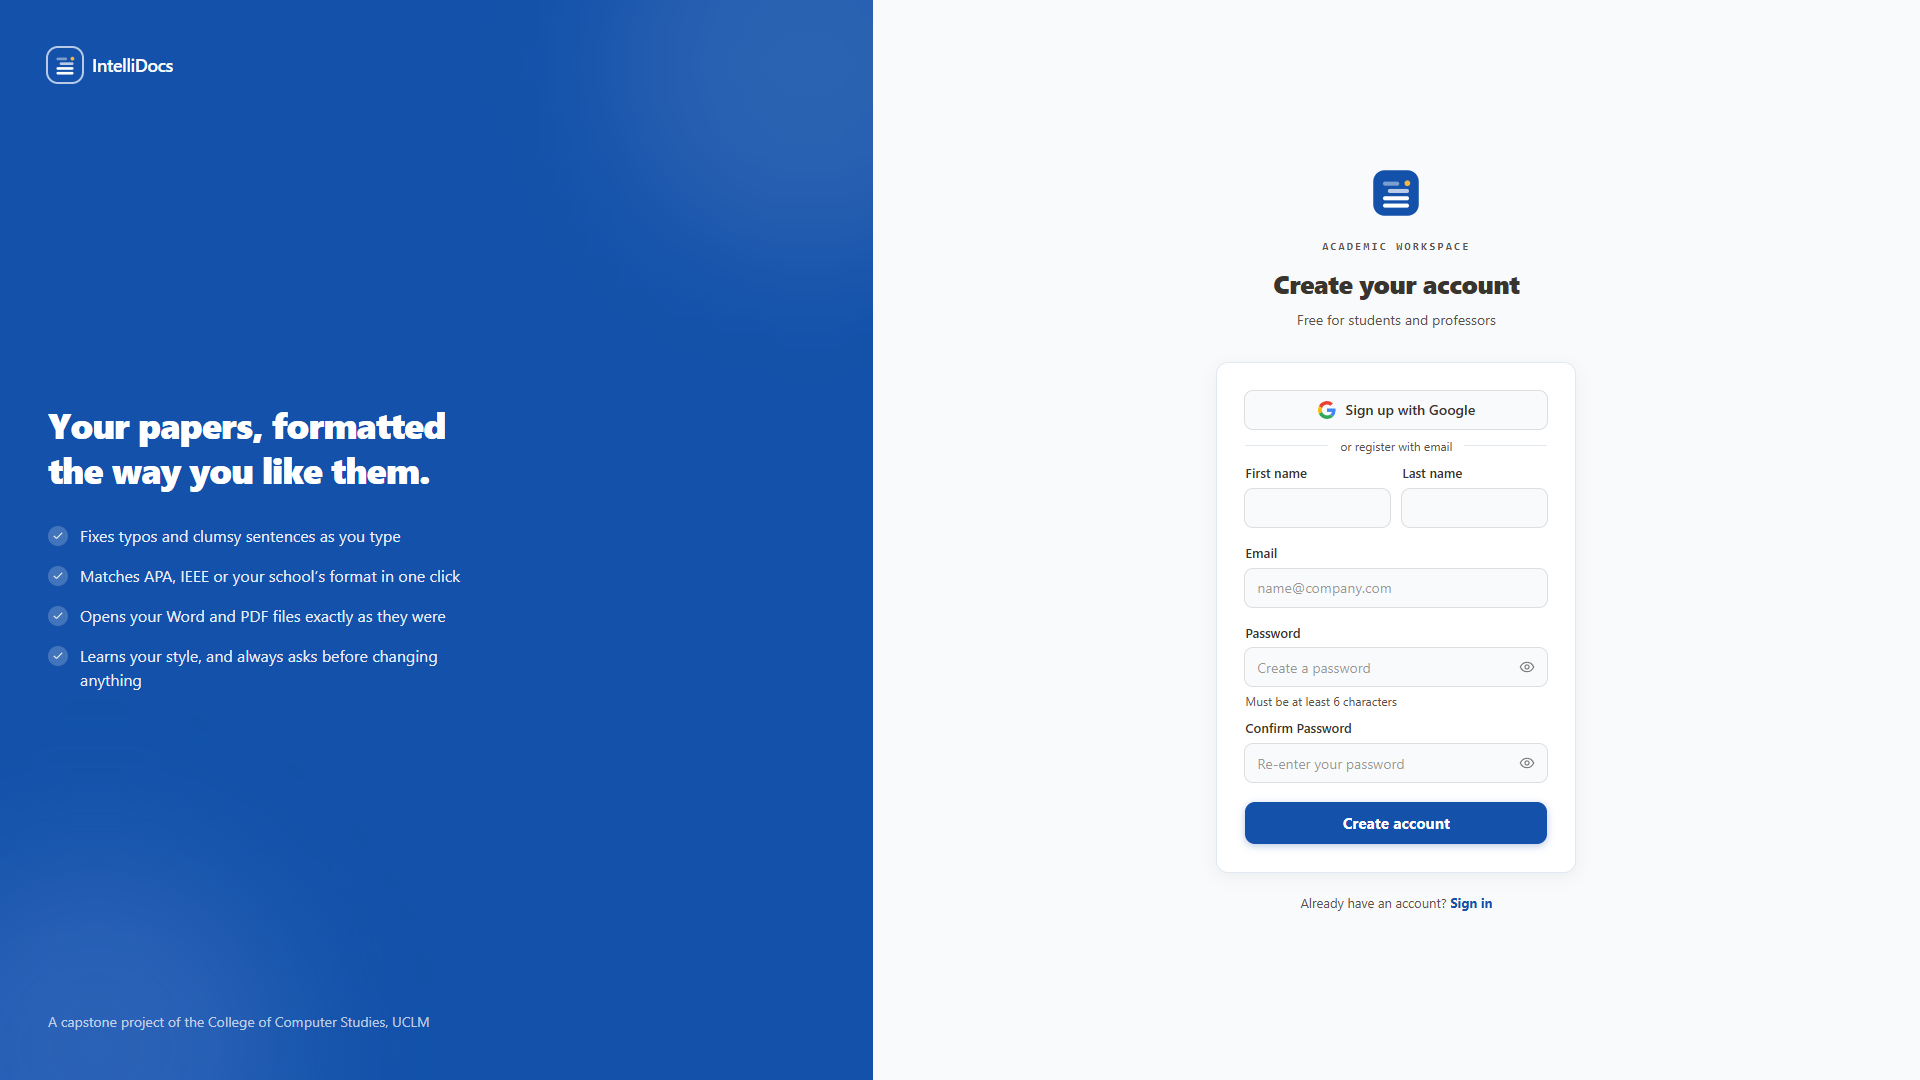 IntelliDocs
Your papers, formatted
the way you like them.
Fixes typos and clumsy sentences as you type
Matches APA, IEEE or your school’s format in one click
Opens your Word and PDF files exactly as they were
Learns your style, and always asks before changing
anything
A capstone project of the College of Computer Studies, UCLM
ACADEMIC WORKSPACE
Create your account
Free for students and professors
Sign up with Google
or register with email
First name
Last name
Email
name@company.com
Password
Create a password
Must be at least 6 characters
Confirm Password
Re-enter your password
Create account
Already have an account? Sign in